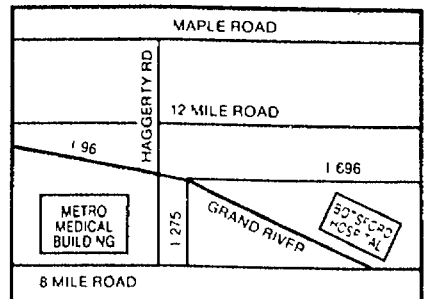 MAPLE ROAD
HAGGERTY RD
12 MILE ROAD
I 96
I 696
METRO
MEDICAL
BUILDING
I 275
GRAND RIVER
BOTSFORD
HOSPITAL
8 MILE ROAD